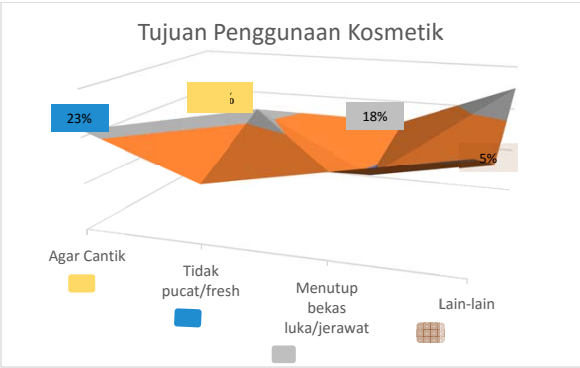 Tujuan Penggunaan Kosmetik
23%
%
18%
5%
Agar Cantik
Tidak
pucat/fresh
Menutup
bekas
luka/jerawat
Lain-lain